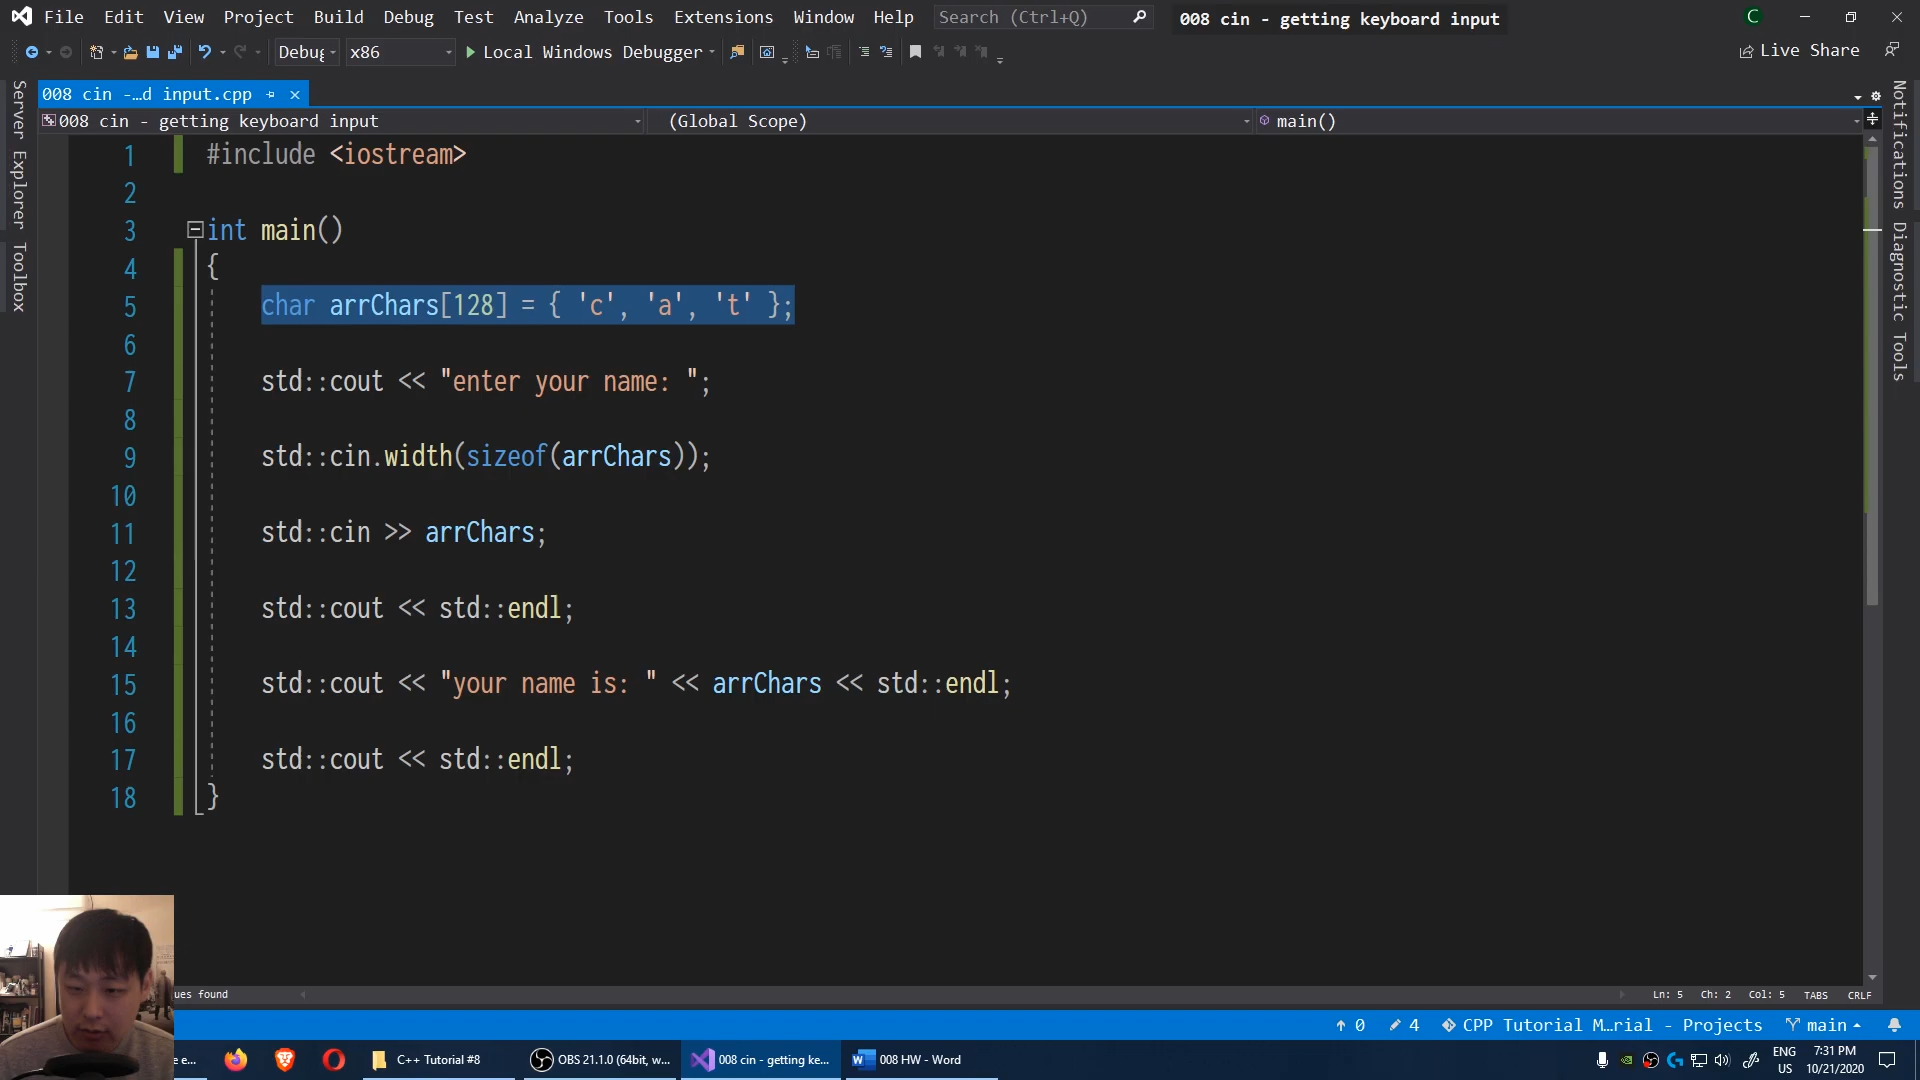 File Edit View Project Build Debug Test Analyze Tools Extensions Window Help Search (Ctrl+Q) 008 cin - getting keyboard input C
Debug x86 Local Windows Debugger Live Share
008 cin -…d input.cpp
008 cin - getting keyboard input (Global Scope) main()
Server Explorer
Toolbox
Notifications
Diagnostic Tools
1 #include <iostream>
2
3 int main()
4 {
5 char arrChars[128] = { 'c', 'a', 't' };
6
7 std::cout << "enter your name: ";
8
9 std::cin.width(sizeof(arrChars));
10
11 std::cin >> arrChars;
12
13 std::cout << std::endl;
14
15 std::cout << "your name is: " << arrChars << std::endl;
16
17 std::cout << std::endl;
18 }
ues found Ln: 5 Ch: 2 Col: 5 TABS CRLF
0 4 CPP Tutorial M…rial - Projects main
e e... C++ Tutorial #8 OBS 21.1.0 (64bit, w... 008 cin - getting ke... 008 HW - Word ENG US 7:31 PM 10/21/2020